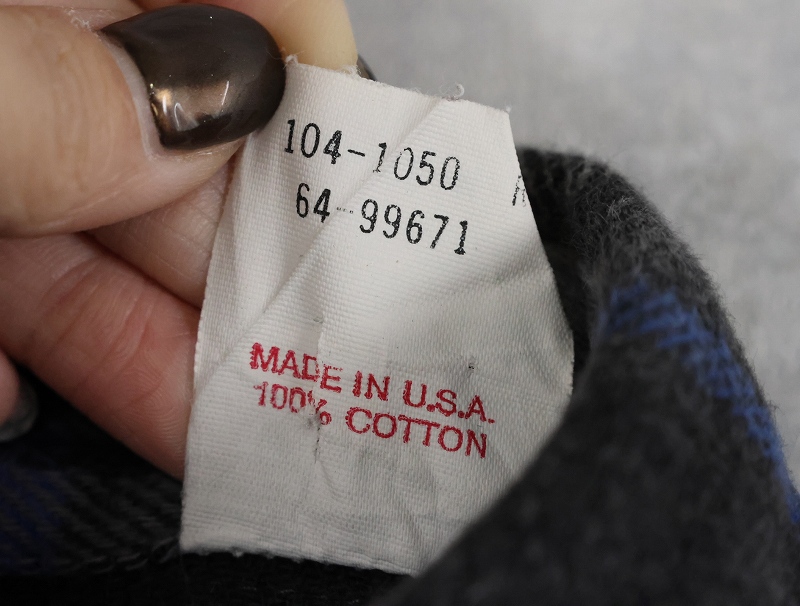 104-1050 R
64-99671
MADE IN U.S.A.
100% COTTON